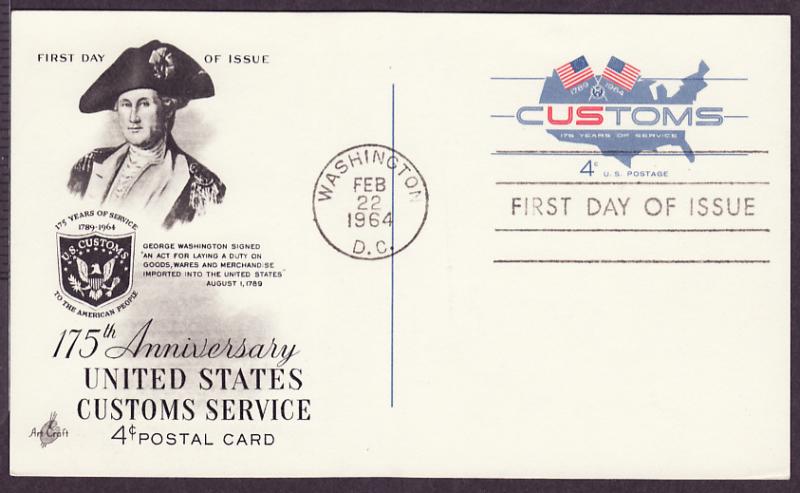 FIRST DAY OF ISSUE
175 YEARS OF SERVICE
1789-1964
U.S. CUSTOMS
TO THE AMERICAN PEOPLE
GEORGE WASHINGTON SIGNED
"AN ACT FOR LAYING A DUTY ON
GOODS, WARES AND MERCHANDISE
IMPORTED INTO THE UNITED STATES"
AUGUST 1, 1789
175th Anniversary
UNITED STATES
CUSTOMS SERVICE
4¢ POSTAL CARD
Art Craft
WASHINGTON
FEB
22
1964
D.C.
1789 1964
CUSTOMS
175 YEARS OF SERVICE
4¢ U.S. POSTAGE
FIRST DAY OF ISSUE